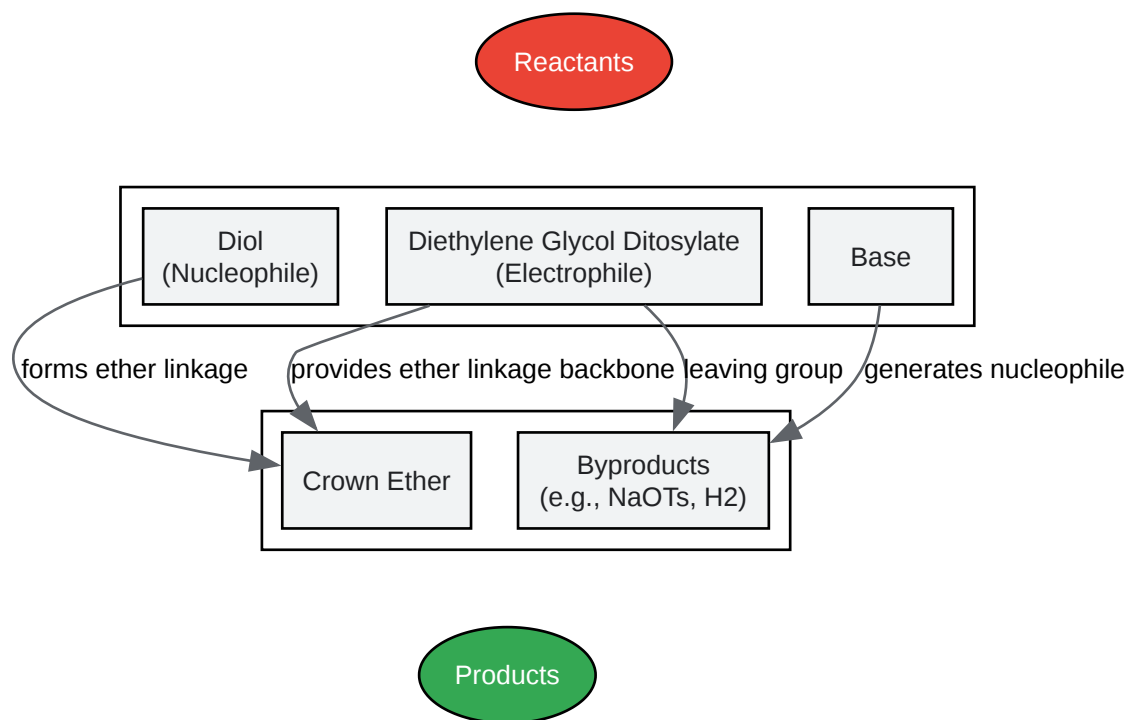 Reactants
Diol
(Nucleophile)
Diethylene Glycol Ditosylate
(Electrophile)
Base
forms ether linkage
provides ether linkage backbone
leaving group
generates nucleophile
Crown Ether
Byproducts
(e.g., NaOTs, H2)
Products